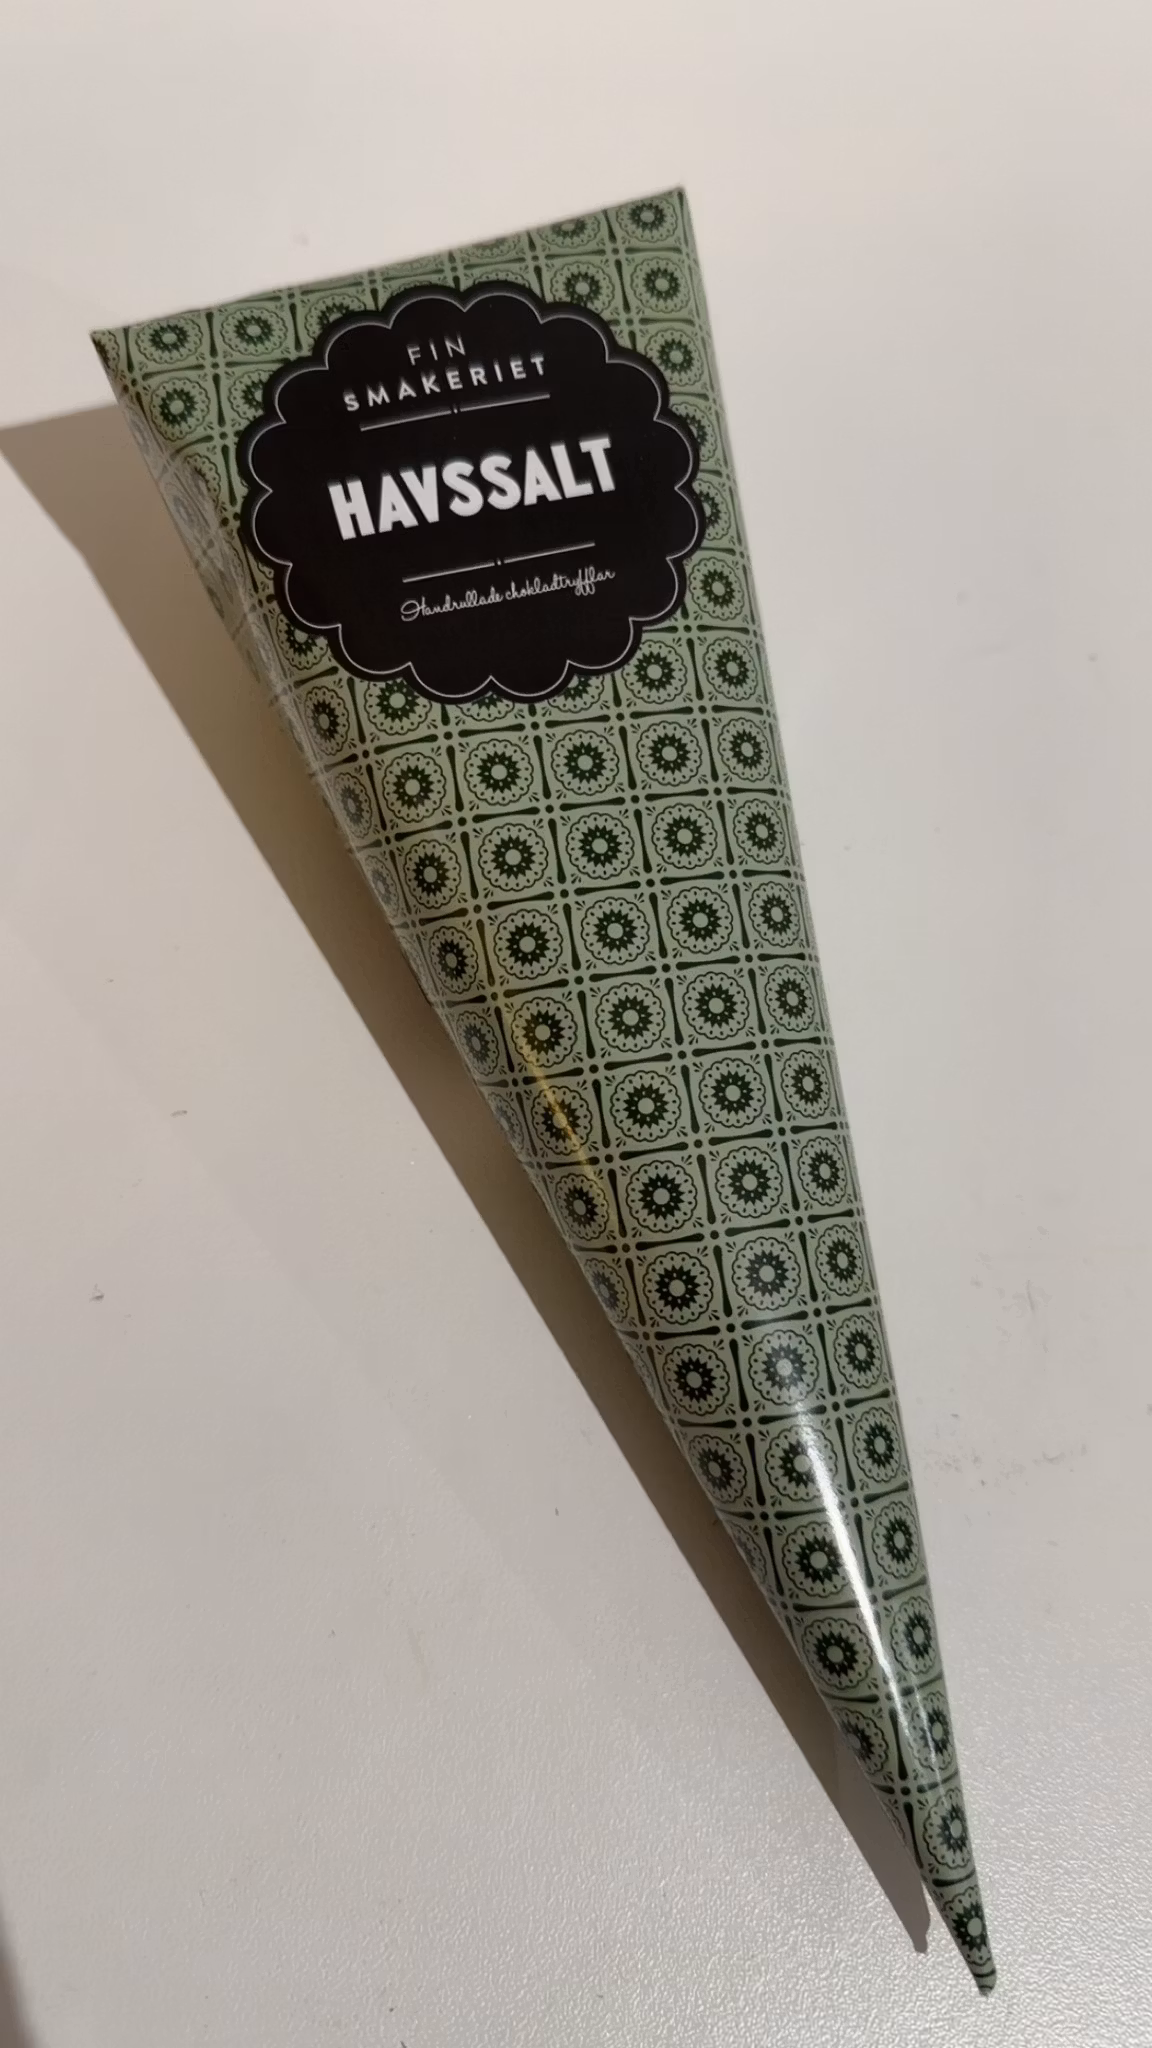 FIN
SMAKERIET
HAVSSALT
Handrullade chokladtryfflar